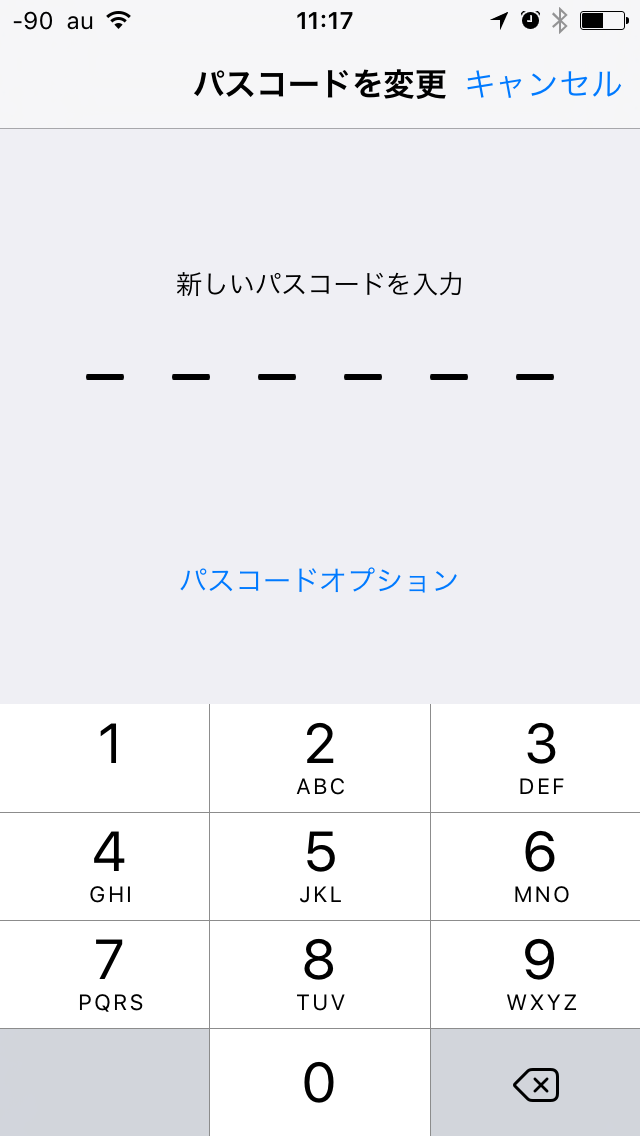 -90 au 11:17
パスコードを変更 キャンセル
新しいパスコードを入力
パスコードオプション
1 2 3
ABC DEF
4 5 6
GHI JKL MNO
7 8 9
PQRS TUV WXYZ
0